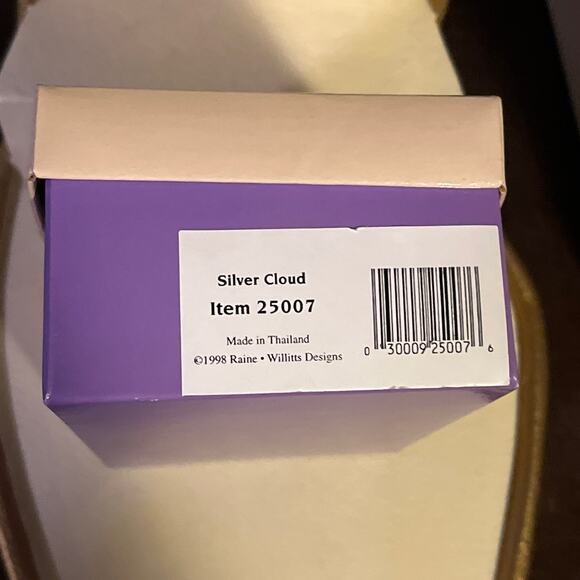 Silver Cloud
Item 25007
Made in Thailand
©1998 Raine • Willitts Designs
0 30009 25007 6